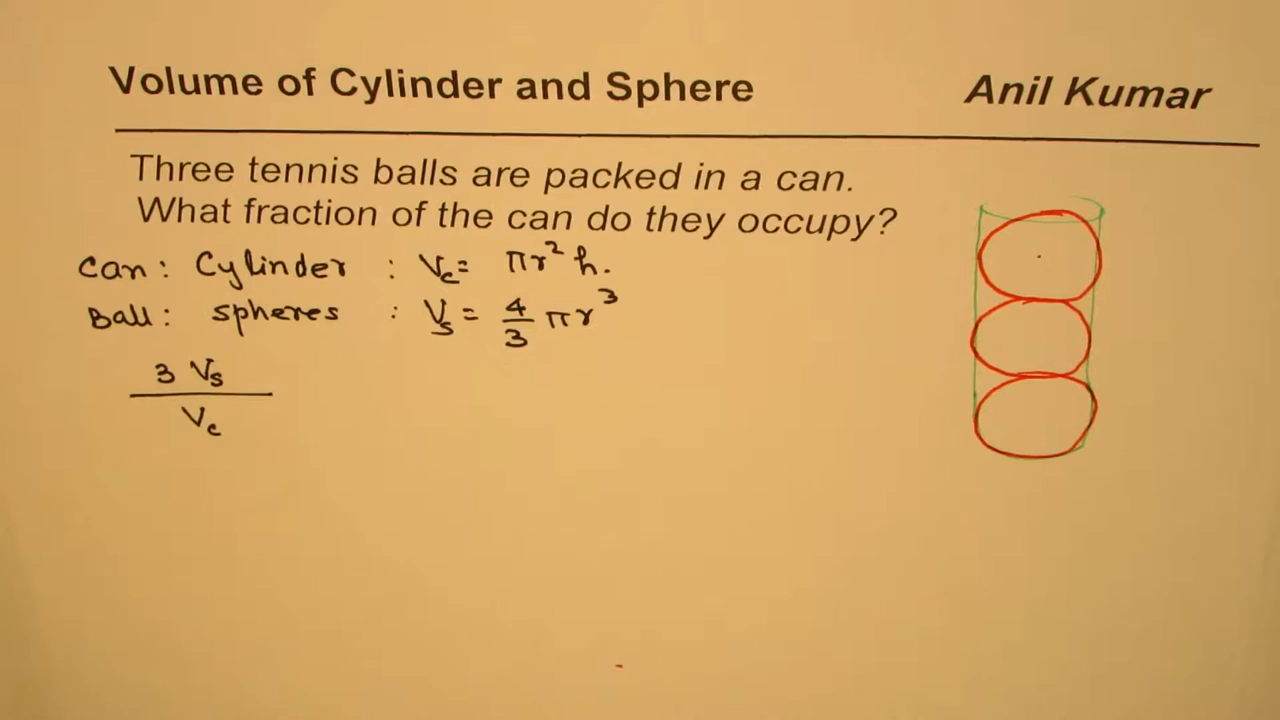 Volume of Cylinder and Sphere Anil Kumar
Three tennis balls are packed in a can.
What fraction of the can do they occupy?
Can: Cylinder : Vc = πr²h.
Ball: spheres : Vs = 4/3 πr³
3 Vs
Vc